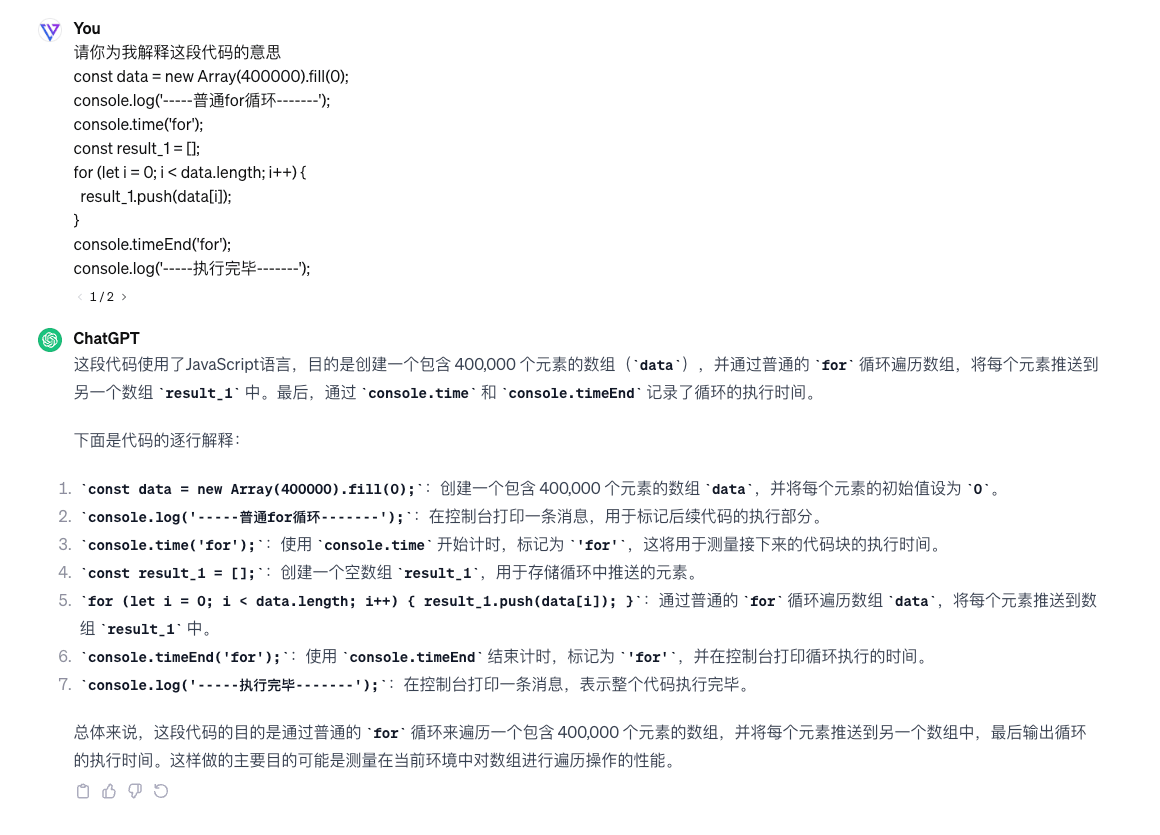 You
请你为我解释这段代码的意思
const data = new Array(400000).fill(0);
console.log('-----普通for循环-------');
console.time('for');
const result_1 = [];
for (let i = 0; i < data.length; i++) {
  result_1.push(data[i]);
}
console.timeEnd('for');
console.log('-----执行完毕-------');
1 / 2
ChatGPT
这段代码使用了JavaScript语言，目的是创建一个包含 400,000 个元素的数组（`data`），并通过普通的 `for` 循环遍历数组，将每个元素推送到
另一个数组 `result_1` 中。最后，通过 `console.time` 和 `console.timeEnd` 记录了循环的执行时间。
下面是代码的逐行解释：
1. `const data = new Array(400000).fill(0);`：创建一个包含 400,000 个元素的数组 `data`，并将每个元素的初始值设为 `0`。
2. `console.log('-----普通for循环-------');`：在控制台打印一条消息，用于标记后续代码的执行部分。
3. `console.time('for');`：使用 `console.time` 开始计时，标记为 `'for'`，这将用于测量接下来的代码块的执行时间。
4. `const result_1 = [];`：创建一个空数组 `result_1`，用于存储循环中推送的元素。
5. `for (let i = 0; i < data.length; i++) { result_1.push(data[i]); }`：通过普通的 `for` 循环遍历数组 `data`，将每个元素推送到数
组 `result_1` 中。
6. `console.timeEnd('for');`：使用 `console.timeEnd` 结束计时，标记为 `'for'`，并在控制台打印循环执行的时间。
7. `console.log('-----执行完毕-------');`：在控制台打印一条消息，表示整个代码执行完毕。
总体来说，这段代码的目的是通过普通的 `for` 循环来遍历一个包含 400,000 个元素的数组，并将每个元素推送到另一个数组中，最后输出循环
的执行时间。这样做的主要目的可能是测量在当前环境中对数组进行遍历操作的性能。